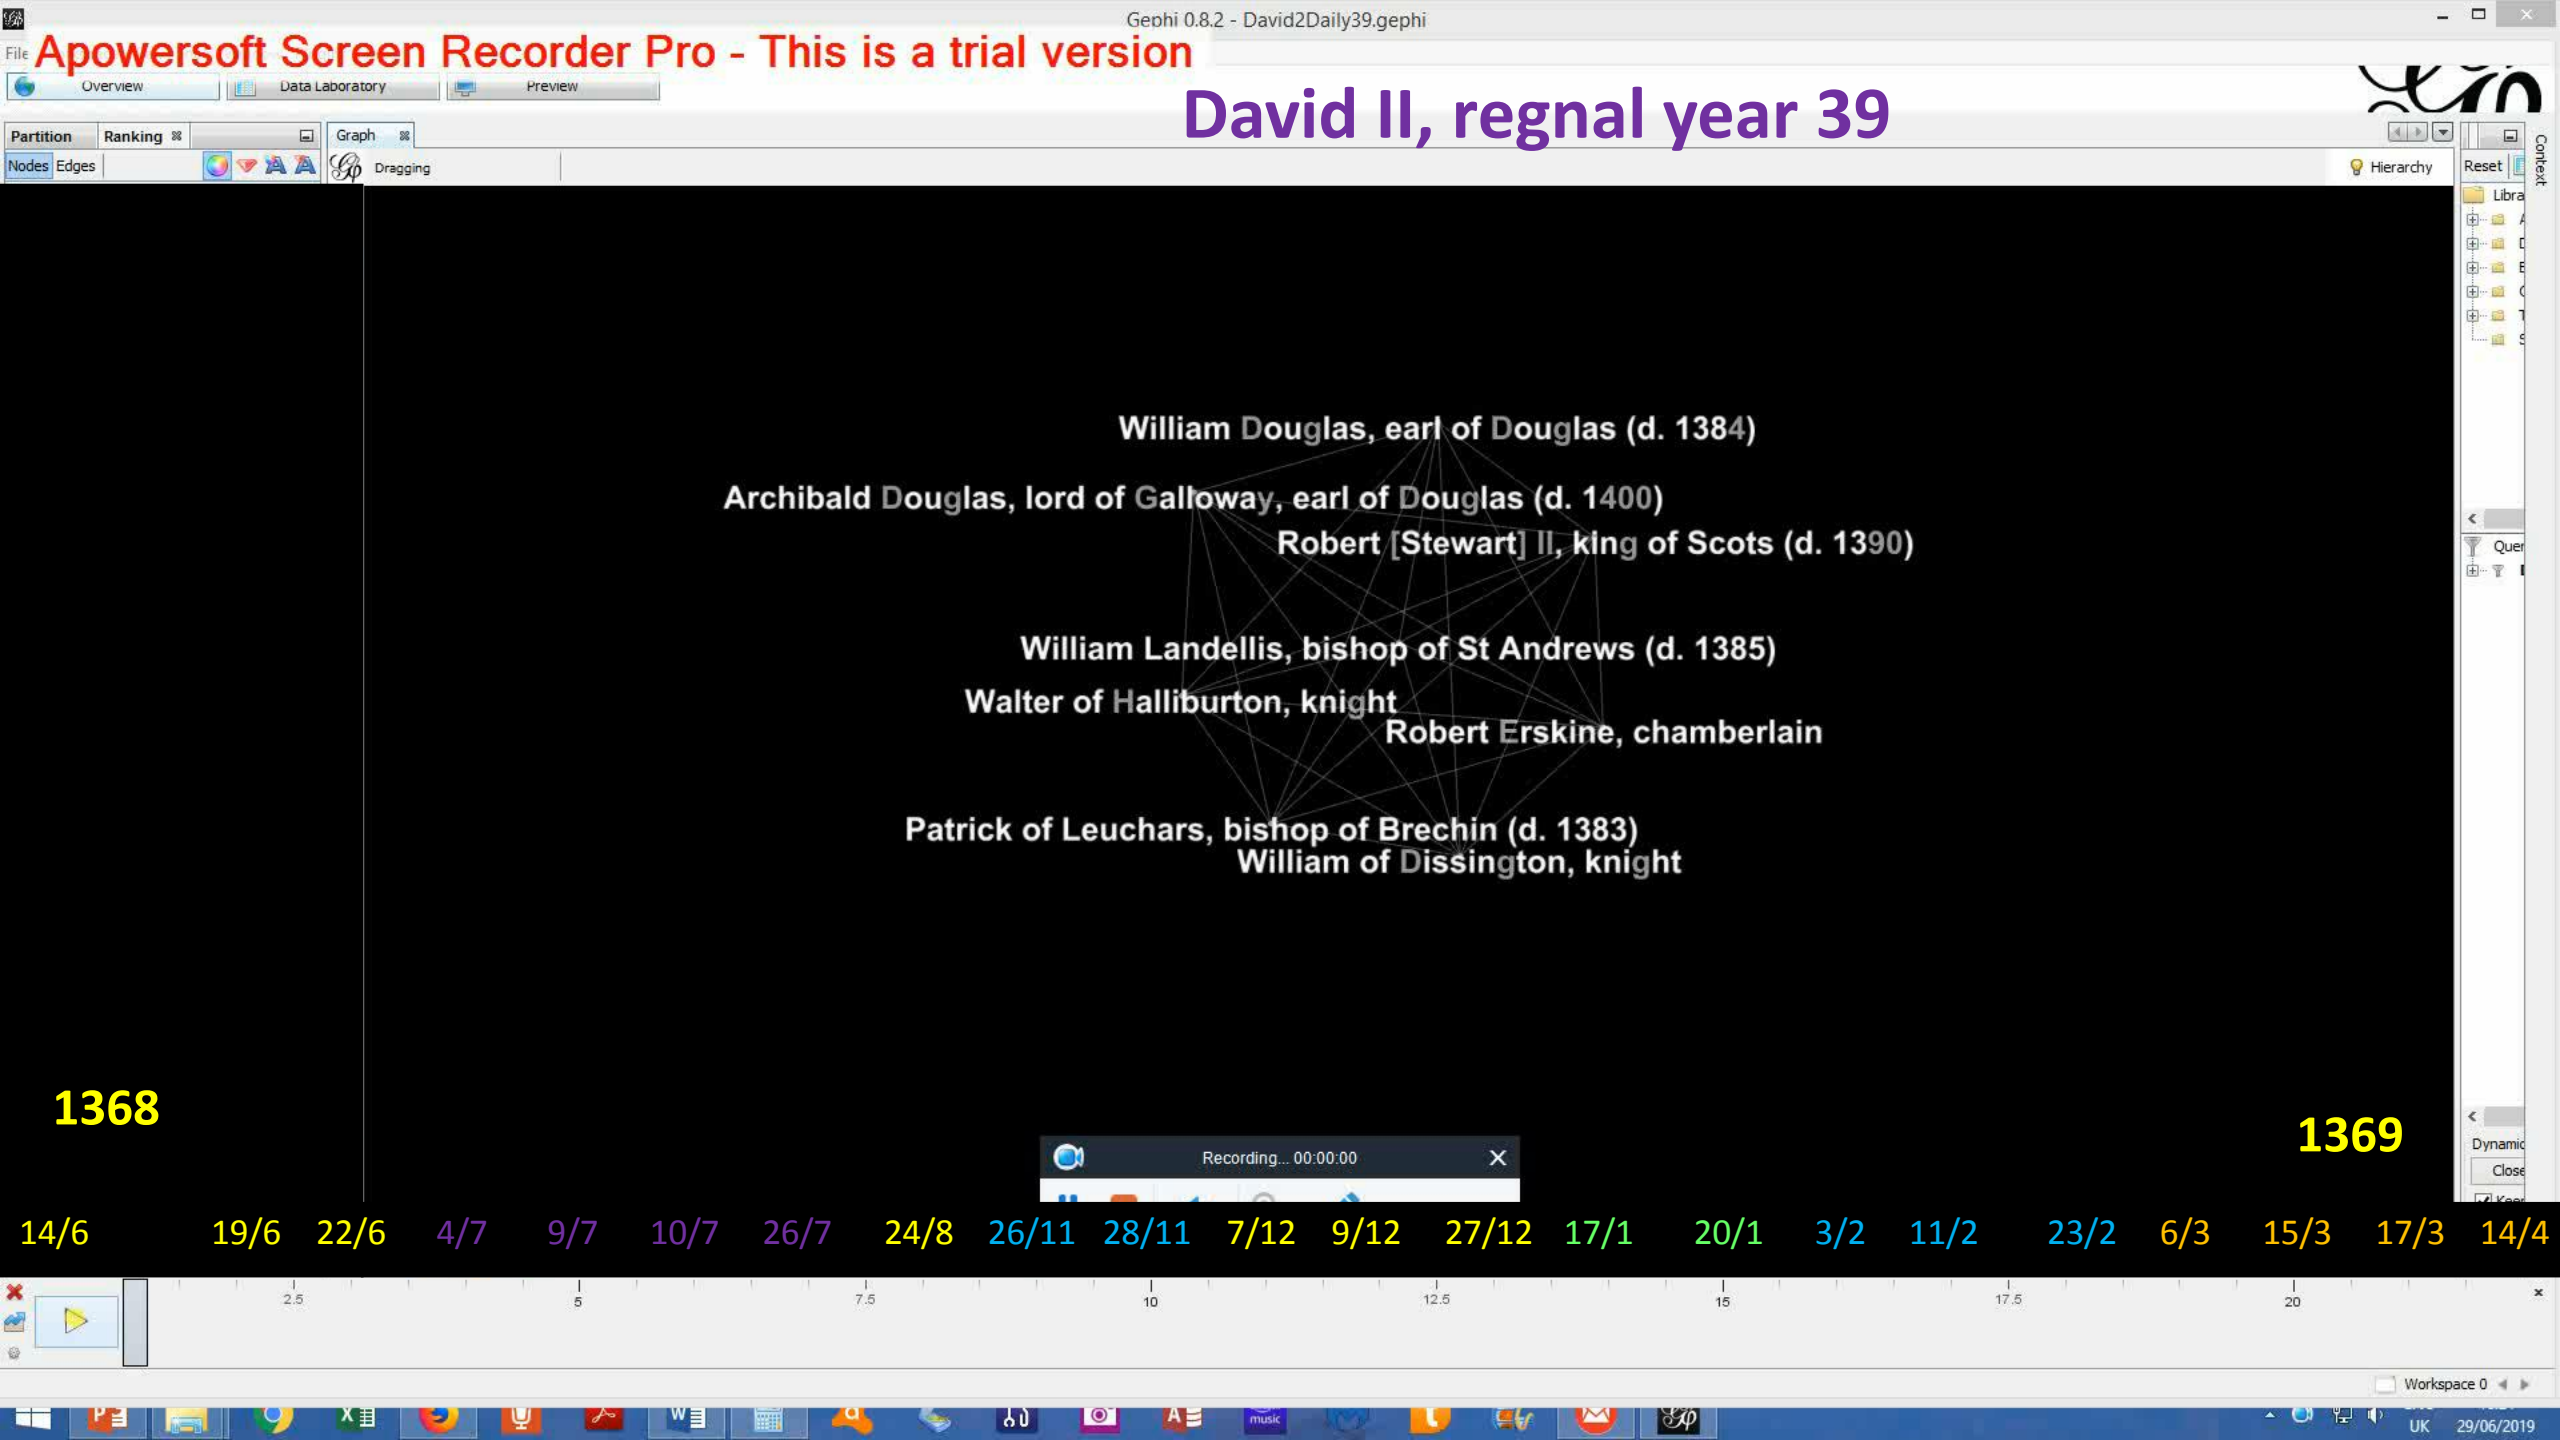 Gephi 0.8.2 - David2Daily39.gephi
File
Apowersoft Screen Recorder Pro - This is a trial version
Overview Data Laboratory Preview
David II, regnal year 39
Partition Ranking Graph
Context
Nodes Edges Dragging Hierarchy Reset
William Douglas, earl of Douglas (d. 1384)
Archibald Douglas, lord of Galloway, earl of Douglas (d. 1400)
Robert [Stewart] II, king of Scots (d. 1390)
William Landellis, bishop of St Andrews (d. 1385)
Walter of Halliburton, knight
Robert Erskine, chamberlain
Patrick of Leuchars, bishop of Brechin (d. 1383)
William of Dissington, knight
1368
1369
Recording... 00:00:00
Dynamic
Close
14/6 19/6 22/6 4/7 9/7 10/7 26/7 24/8 26/11 28/11 7/12 9/12 27/12 17/1 20/1 3/2 11/2 23/2 6/3 15/3 17/3 14/4
2.5 5 7.5 10 12.5 15 17.5 20
Workspace 0
music
UK 29/06/2019